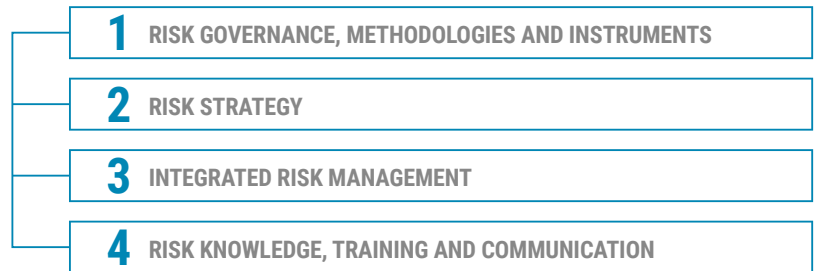 1 RISK GOVERNANCE, METHODOLOGIES AND INSTRUMENTS
2 RISK STRATEGY
3 INTEGRATED RISK MANAGEMENT
4 RISK KNOWLEDGE, TRAINING AND COMMUNICATION